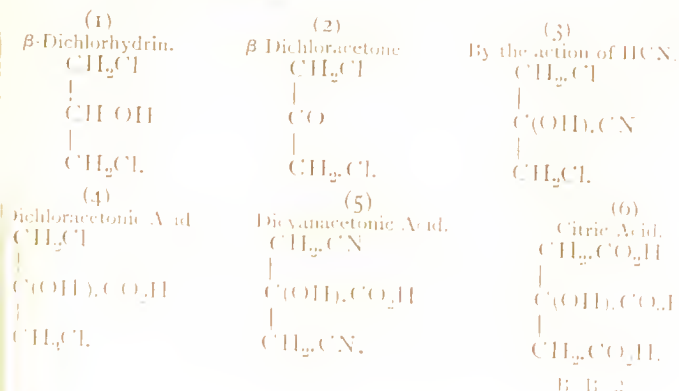 (1)
β-Dichlorhydrin.
CH₂Cl
|
CH OH
|
CH₂Cl.
(2)
β Dichloracetone
CH₂Cl
|
CO
|
CH₂.Cl.
(3)
By the action of HCN.
CH₂.Cl
|
C(OH).CN
|
CH₂Cl.
(4)
Dichloracetonic Acid
CH₂Cl
|
C(OH).CO₂H
|
CH₂Cl.
(5)
Dicyanacetonic Acid.
CH₂.CN
|
C(OH).CO₂H
|
CH₂.CN.
(6)
Citric Acid.
CH₂.CO₂H
|
C(OH).CO₂H
|
CH₂.CO₂H.